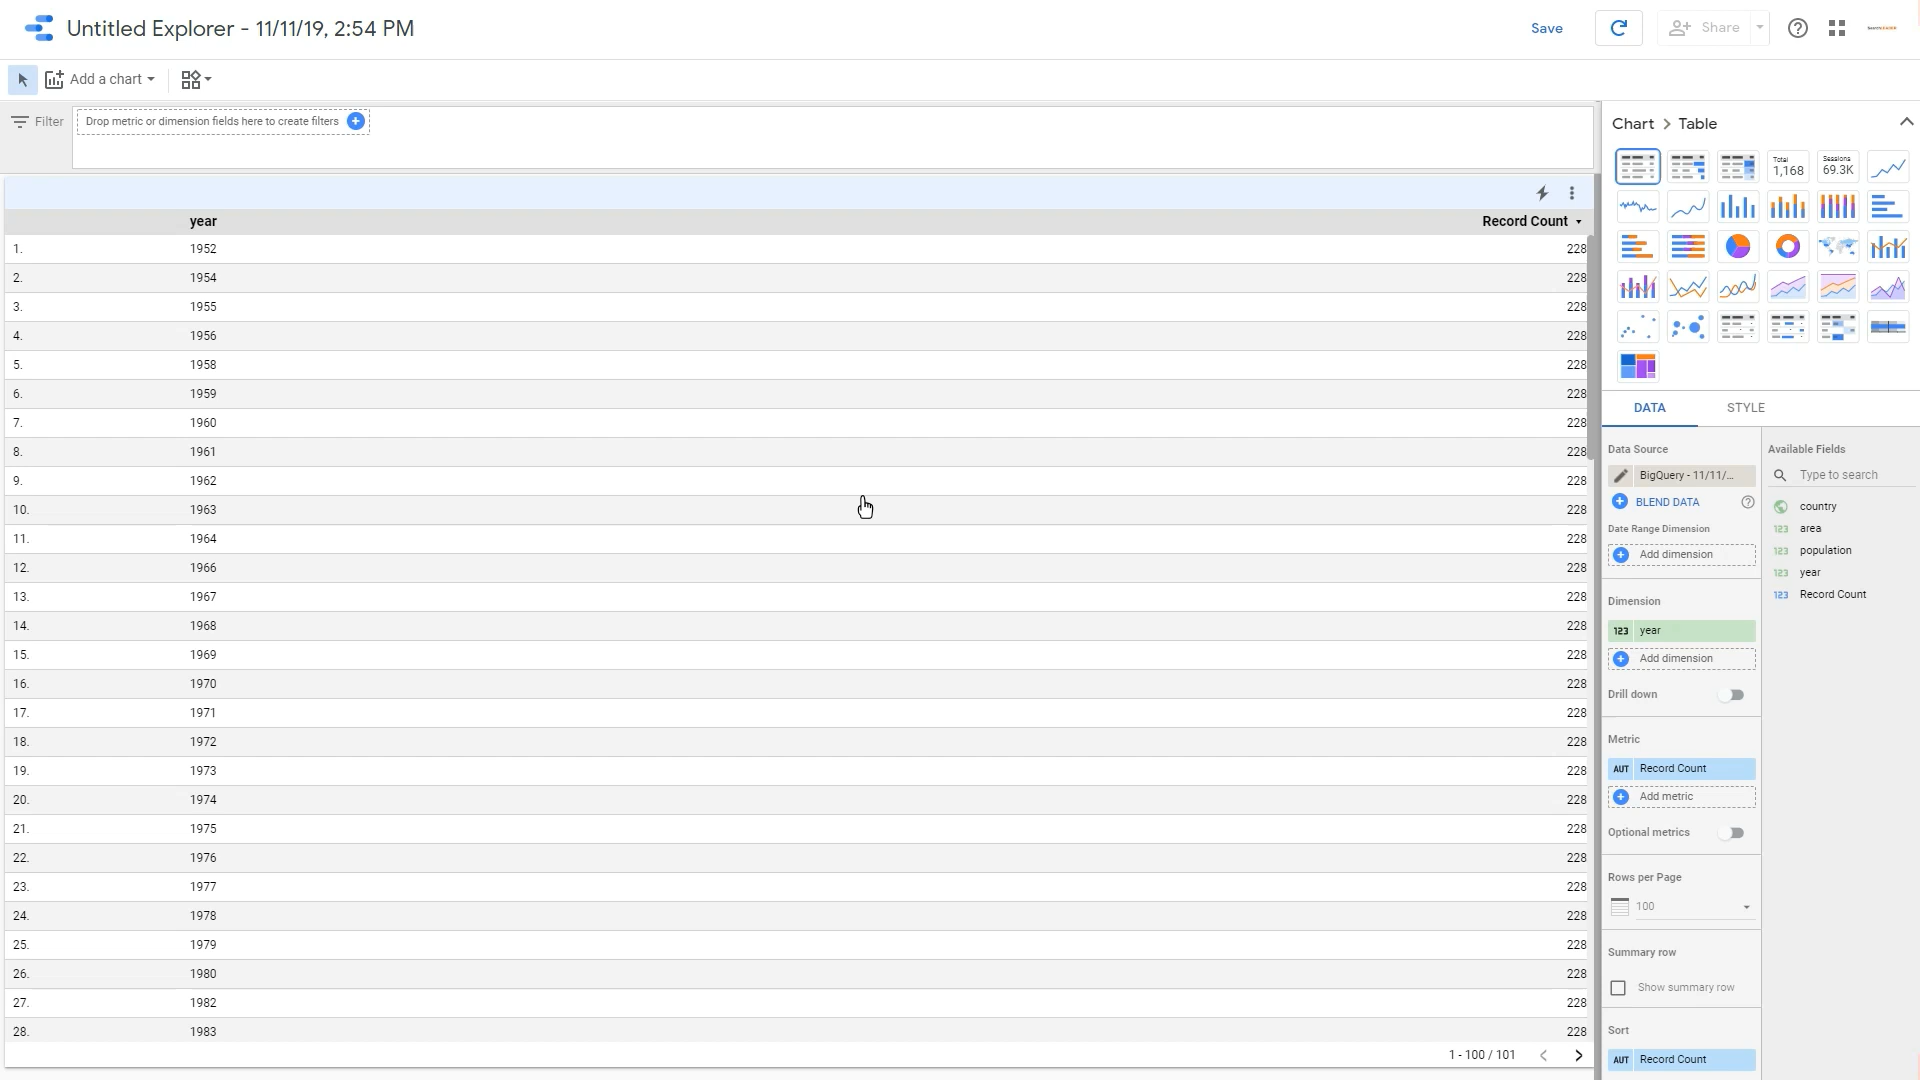 Untitled Explorer - 11/11/19, 2:54 PM
Save
Share
Add a chart
Filter
Drop metric or dimension fields here to create filters
year Record Count
1. 1952 228
2. 1954 228
3. 1955 228
4. 1956 228
5. 1958 228
6. 1959 228
7. 1960 228
8. 1961 228
9. 1962 228
10. 1963 228
11. 1964 228
12. 1966 228
13. 1967 228
14. 1968 228
15. 1969 228
16. 1970 228
17. 1971 228
18. 1972 228
19. 1973 228
20. 1974 228
21. 1975 228
22. 1976 228
23. 1977 228
24. 1978 228
25. 1979 228
26. 1980 228
27. 1982 228
28. 1983 228
1 - 100 / 101
Chart > Table
Total
1,168
Sessions
69.3K
DATA STYLE
Data Source
BigQuery - 11/11/...
BLEND DATA
Date Range Dimension
Add dimension
Dimension
123 year
Add dimension
Drill down
Metric
AUT Record Count
Add metric
Optional metrics
Rows per Page
100
Summary row
Show summary row
Sort
AUT Record Count
Available Fields
Type to search
country
123 area
123 population
123 year
123 Record Count